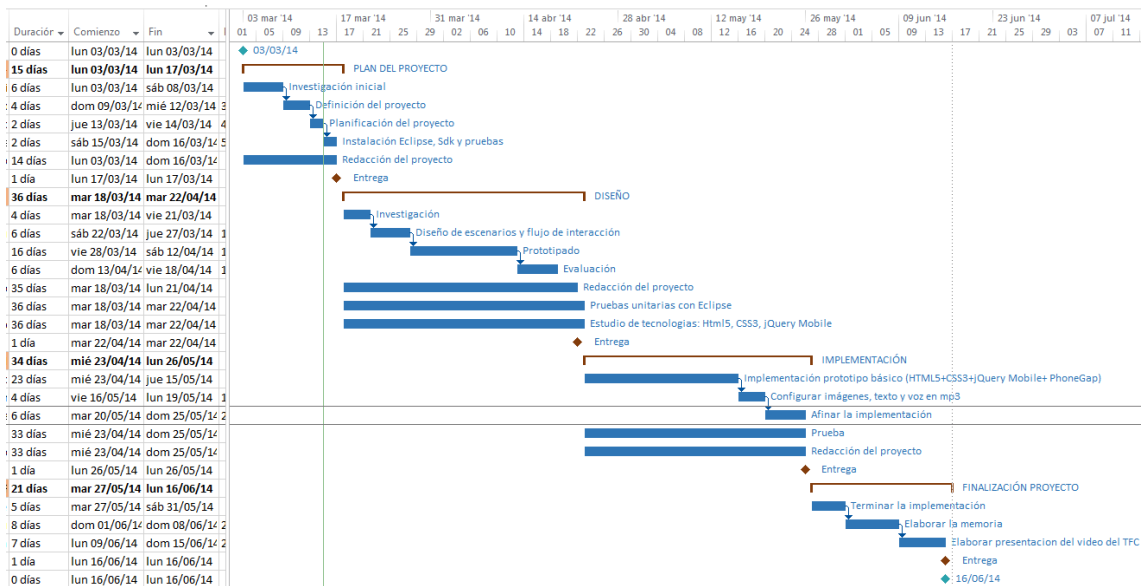 03 mar '14 17 mar '14 31 mar '14 14 abr '14 28 abr '14 12 may '14 26 may '14 09 jun '14 23 jun '14 07 jul '14
Duración Comienzo Fin 01 05 09 13 17 21 25 29 02 06 10 14 18 22 26 30 04 08 12 16 20 24 28 01 05 09 13 17 21 25 29 03 07 11
0 días lun 03/03/14 lun 03/03/14 03/03/14
15 días lun 03/03/14 lun 17/03/14 PLAN DEL PROYECTO
6 días lun 03/03/14 sáb 08/03/14 Investigación inicial
4 días dom 09/03/14 mié 12/03/14 3 Definición del proyecto
2 días jue 13/03/14 vie 14/03/14 4 Planificación del proyecto
2 días sáb 15/03/14 dom 16/03/14 5 Instalación Eclipse, Sdk y pruebas
14 días lun 03/03/14 dom 16/03/14 Redacción del proyecto
1 día lun 17/03/14 lun 17/03/14 Entrega
36 días mar 18/03/14 mar 22/04/14 DISEÑO
4 días mar 18/03/14 vie 21/03/14 Investigación
6 días sáb 22/03/14 jue 27/03/14 1 Diseño de escenarios y flujo de interacción
16 días vie 28/03/14 sáb 12/04/14 1 Prototipado
6 días dom 13/04/14 vie 18/04/14 1 Evaluación
35 días mar 18/03/14 lun 21/04/14 Redacción del proyecto
36 días mar 18/03/14 mar 22/04/14 Pruebas unitarias con Eclipse
36 días mar 18/03/14 mar 22/04/14 Estudio de tecnologias: Html5, CSS3, jQuery Mobile
1 día mar 22/04/14 mar 22/04/14 Entrega
34 días mié 23/04/14 lun 26/05/14 IMPLEMENTACIÓN
23 días mié 23/04/14 jue 15/05/14 Implementación prototipo básico (HTML5+CSS3+jQuery Mobile+ PhoneGap)
4 días vie 16/05/14 lun 19/05/14 1 Configurar imágenes, texto y voz en mp3
6 días mar 20/05/14 dom 25/05/14 2 Afinar la implementación
33 días mié 23/04/14 dom 25/05/14 Prueba
33 días mié 23/04/14 dom 25/05/14 Redacción del proyecto
1 día lun 26/05/14 lun 26/05/14 Entrega
21 días mar 27/05/14 lun 16/06/14 FINALIZACIÓN PROYECTO
5 días mar 27/05/14 sáb 31/05/14 Terminar la implementación
8 días dom 01/06/14 dom 08/06/14 2 Elaborar la memoria
7 días lun 09/06/14 dom 15/06/14 2 Elaborar presentacion del video del TFC
1 día lun 16/06/14 lun 16/06/14 Entrega
0 días lun 16/06/14 lun 16/06/14 16/06/14